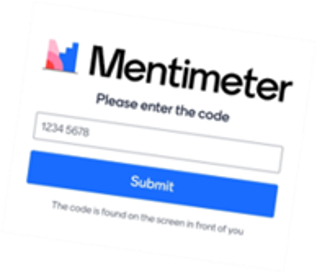 Mentimeter
Please enter the code
1234 5678
Submit
The code is found on the screen in front of you